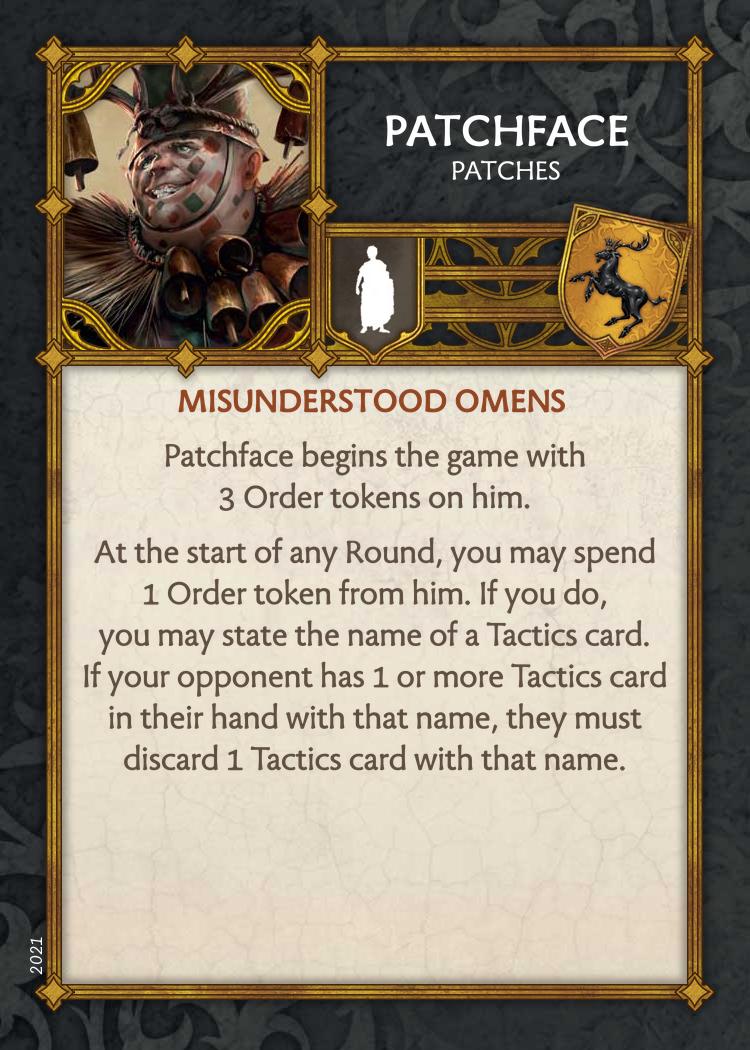 PATCHFACE
PATCHES
MISUNDERSTOOD OMENS
Patchface begins the game with
3 Order tokens on him.
At the start of any Round, you may spend
1 Order token from him. If you do,
you may state the name of a Tactics card.
If your opponent has 1 or more Tactics card
in their hand with that name, they must
discard 1 Tactics card with that name.
2021